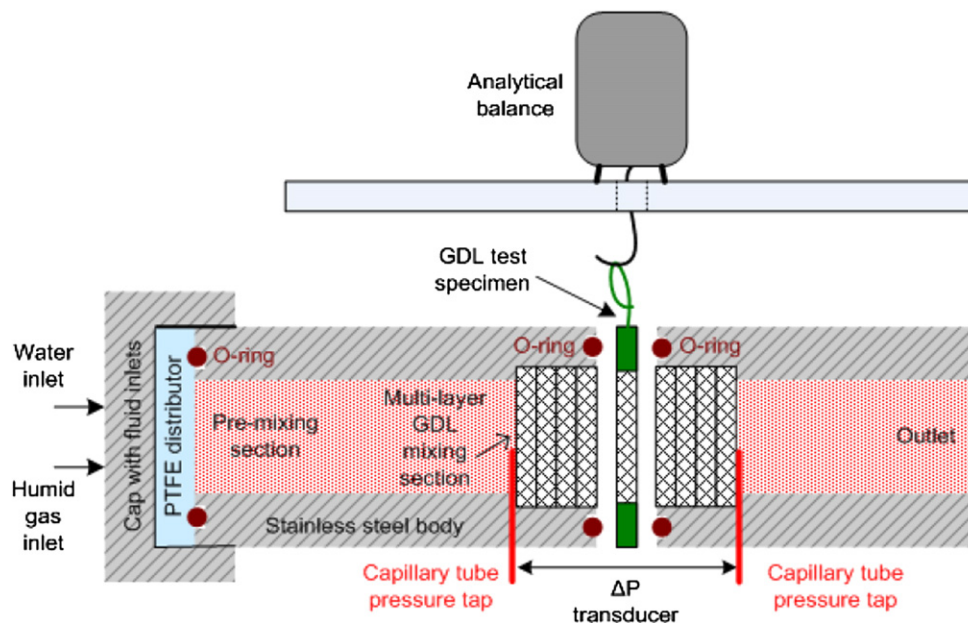 Analytical
balance
GDL test
specimen
Water
inlet
Humid
gas
inlet
Cap with fluid inlets
PTFE distributor
O-ring
Pre-mixing
section
Multi-layer
GDL
mixing
section
O-ring
O-ring
Outlet
Stainless steel body
Capillary tube
pressure tap
ΔP
transducer
Capillary tube
pressure tap